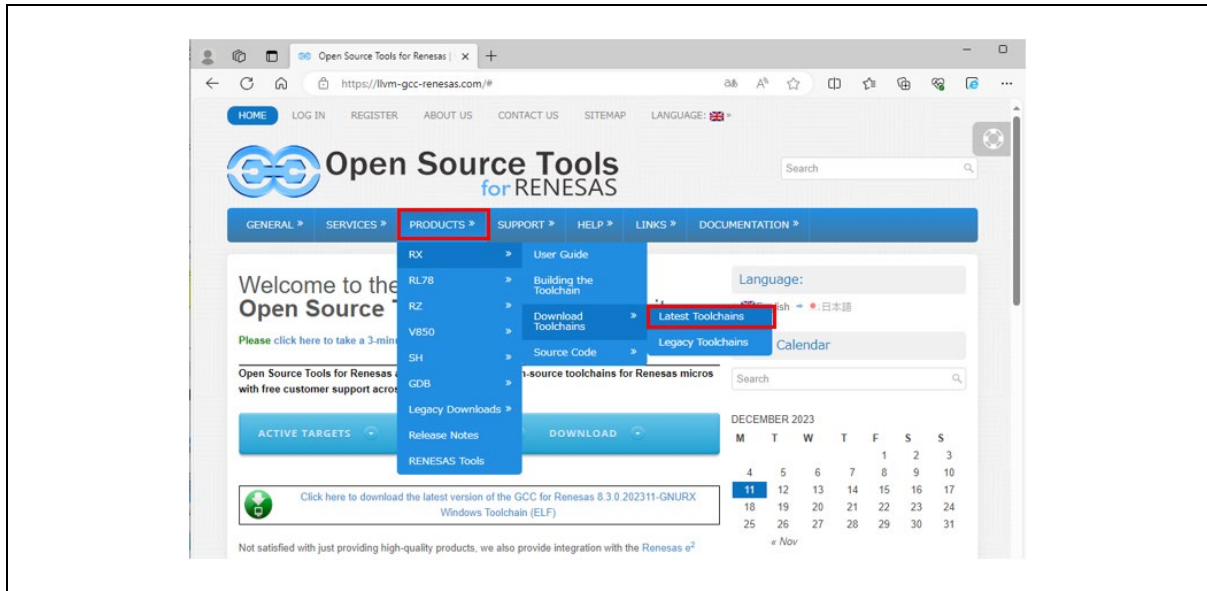 Open Source Tools for Renesas |
https://llvm-gcc-renesas.com/#
HOME LOG IN REGISTER ABOUT US CONTACT US SITEMAP LANGUAGE:
Open Source Tools
for RENESAS
Search
GENERAL » SERVICES » PRODUCTS » SUPPORT » HELP » LINKS » DOCUMENTATION »
RX »
RL78 »
RZ »
V850 »
SH »
GDB »
Legacy Downloads »
Release Notes
RENESAS Tools
User Guide
Building the
Toolchain
Download »
Toolchains
Source Code »
Latest Toolchains
Legacy Toolchains
Welcome to the
Open Source
Please click here to take a 3-min
Open Source Tools for Renesas
n-source toolchains for Renesas micros
with free customer support acros
ACTIVE TARGETS DOWNLOAD
Click here to download the latest version of the GCC for Renesas 8.3.0.202311-GNURX
Windows Toolchain (ELF)
Not satisfied with just providing high-quality products, we also provide integration with the Renesas e2
Language:
日本語
Calendar
Search
DECEMBER 2023
M T W T F S S
1 2 3
4 5 6 7 8 9 10
11 12 13 14 15 16 17
18 19 20 21 22 23 24
25 26 27 28 29 30 31
« Nov